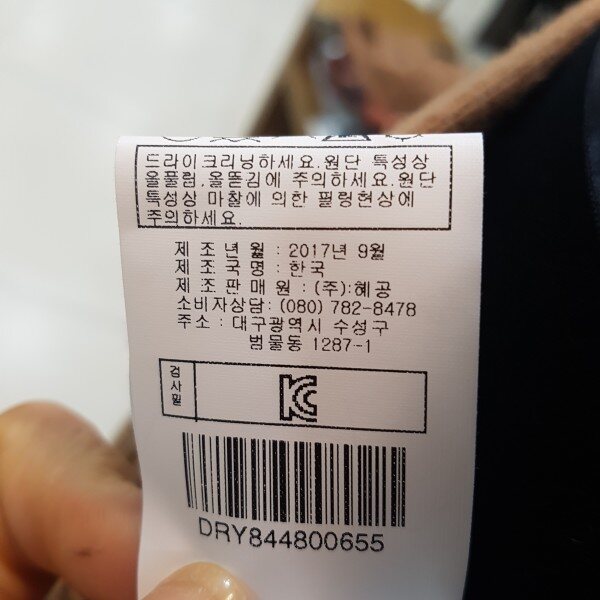 드라이크리닝하세요.원단 특성상
올풀림,올뜯김에 주의하세요.원단
특성상 마찰에 의한 필링현상에
주의하세요.
제 조 년 월 : 2017년 9월
제 조 국 명 : 한국
제 조 판 매 원 : (주):혜공
소비자상담: (080) 782-8478
주소 : 대구광역시 수성구
범물동 1287-1
검사필
KC
DRY844800655